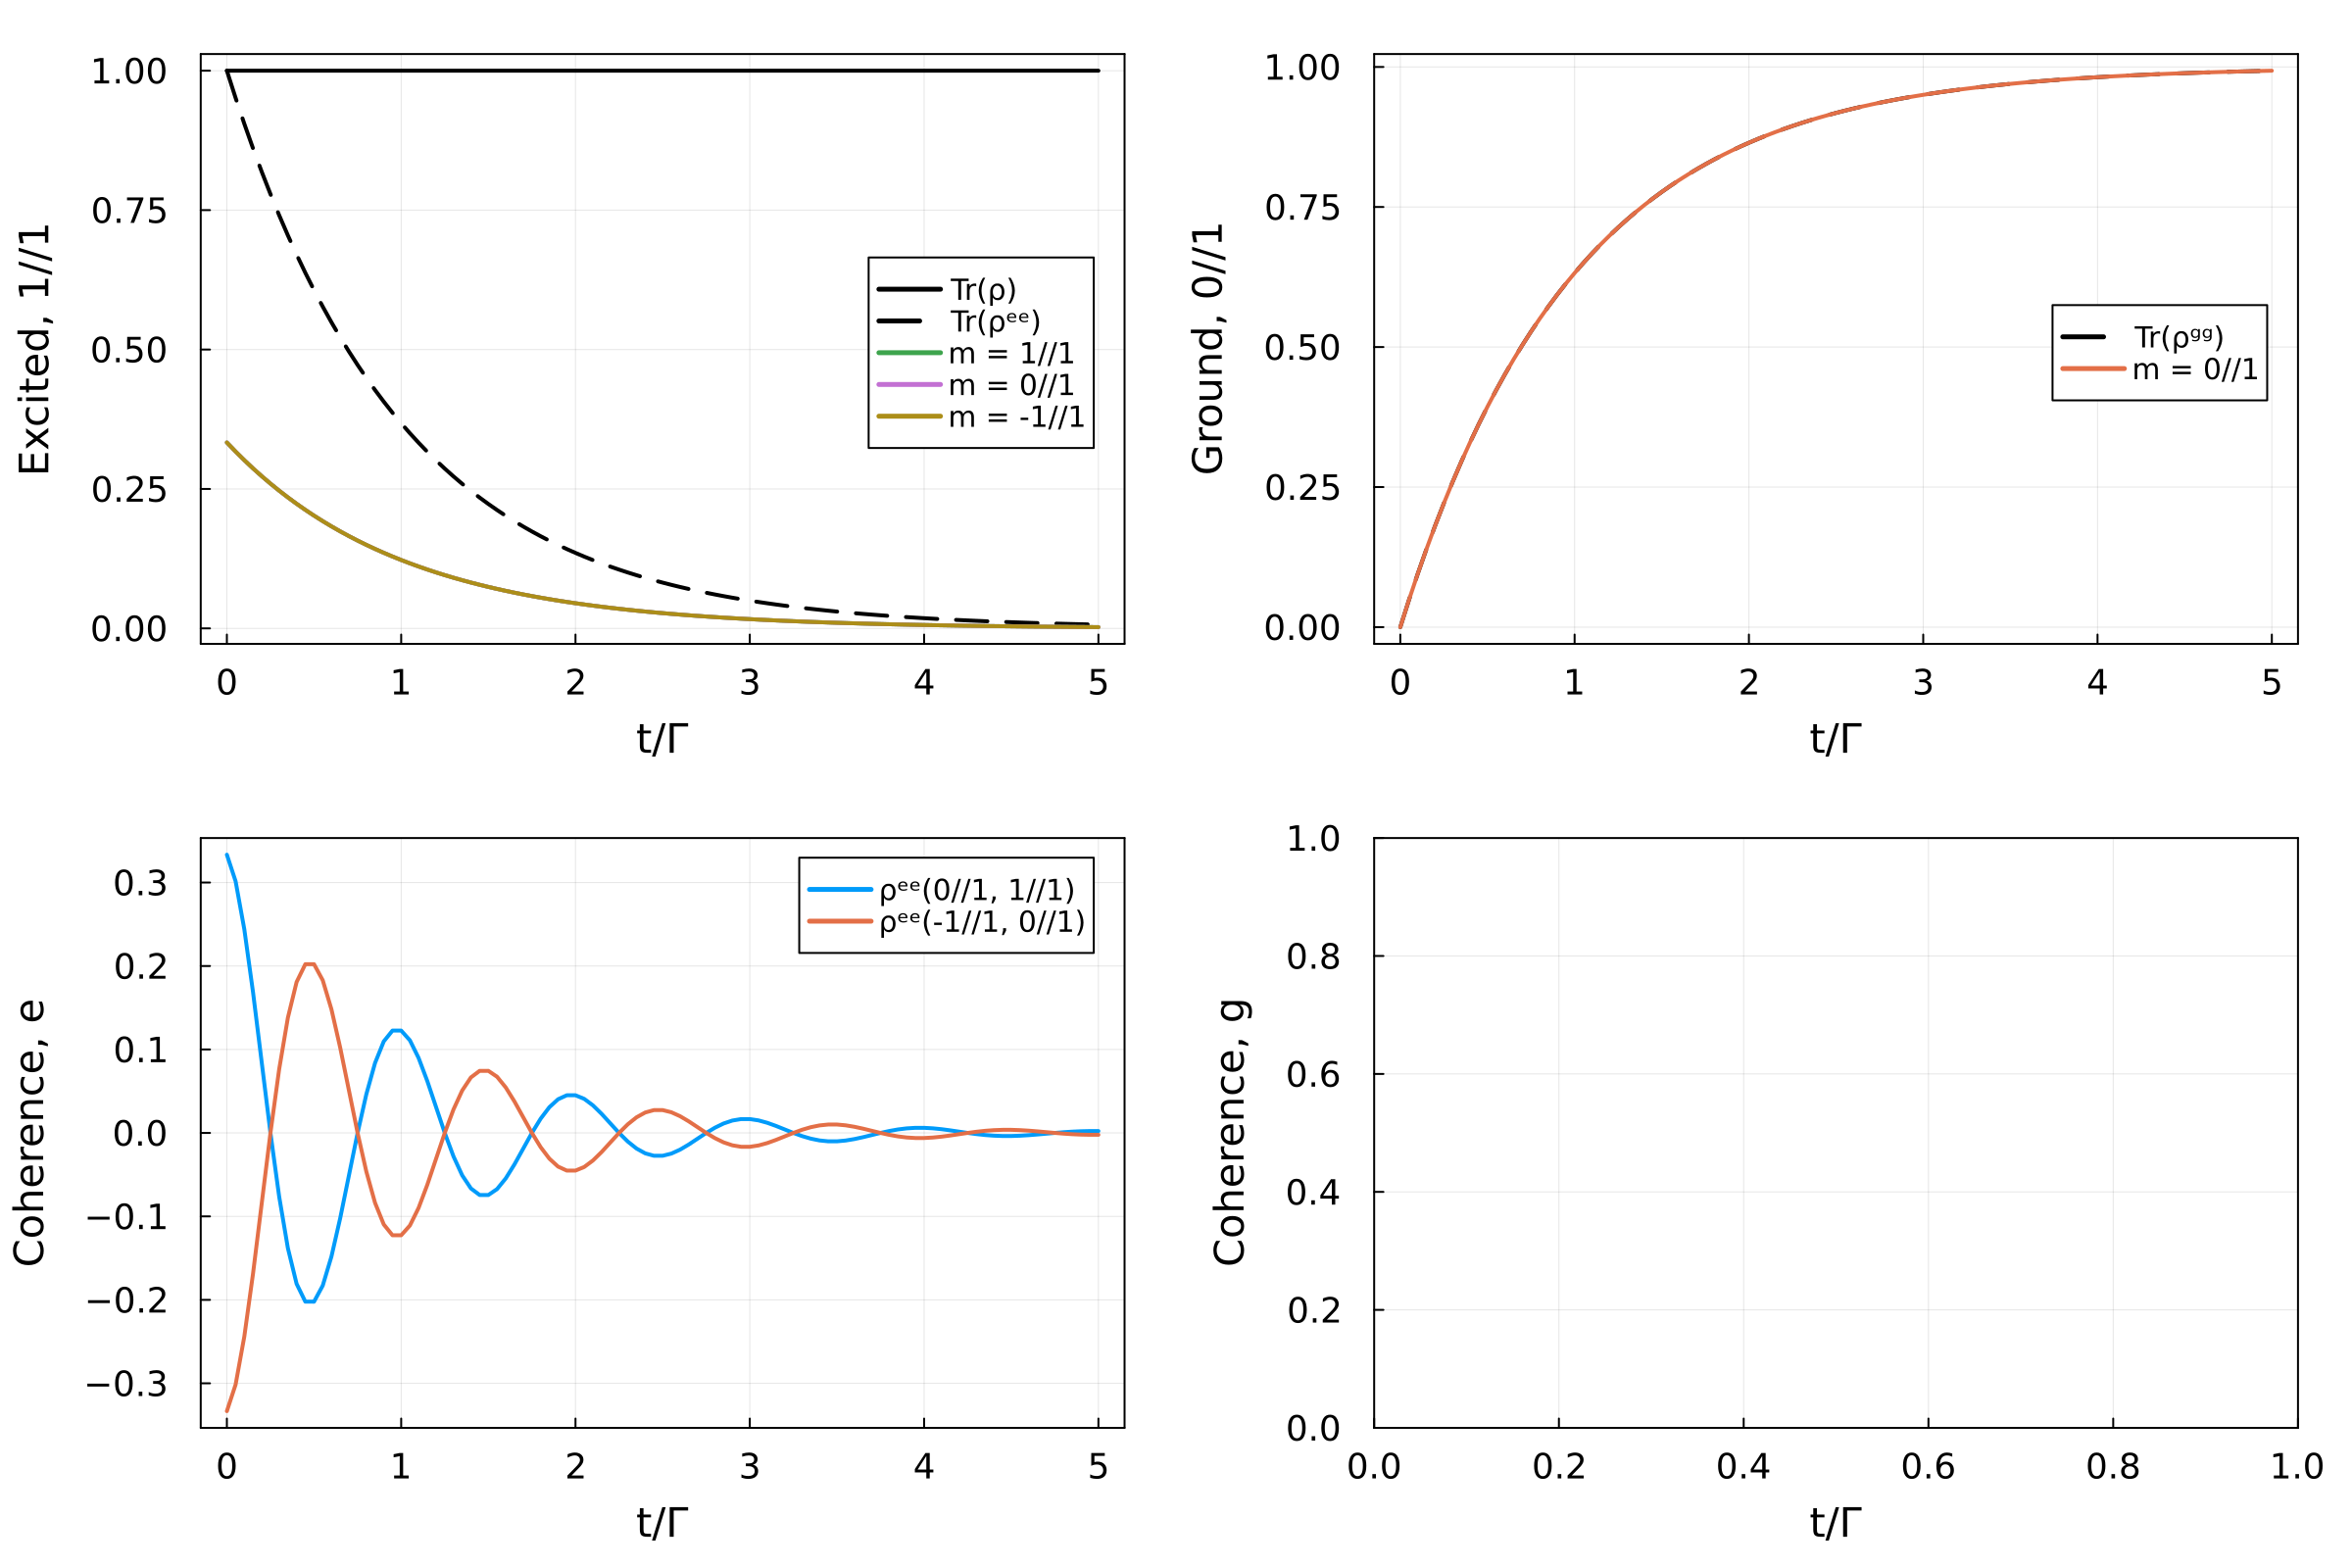 Excited, 1//1
1.00
0.75
0.50
0.25
0.00
Tr(ρ)
Tr(ρᵉᵉ)
m = 1//1
m = 0//1
m = -1//1
0 1 2 3 4 5
t/Γ
Ground, 0//1
1.00
0.75
0.50
0.25
0.00
Tr(ρᵍᵍ)
m = 0//1
0 1 2 3 4 5
t/Γ
Coherence, e
0.3
0.2
0.1
0.0
−0.1
−0.2
−0.3
ρᵉᵉ(0//1, 1//1)
ρᵉᵉ(-1//1, 0//1)
0 1 2 3 4 5
t/Γ
Coherence, g
1.0
0.8
0.6
0.4
0.2
0.0
0.0 0.2 0.4 0.6 0.8 1.0
t/Γ